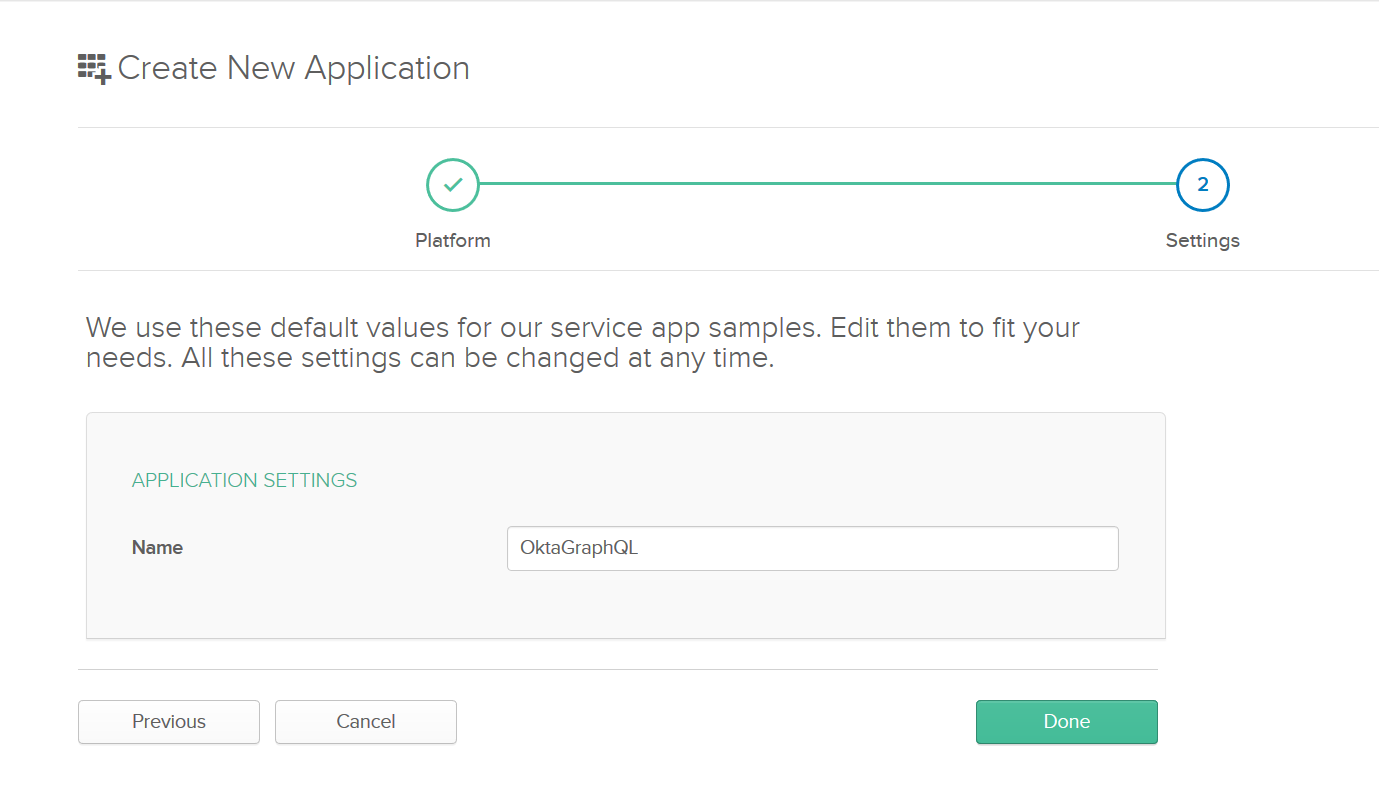 Create New Application
2
Platform
Settings
We use these default values for our service app samples. Edit them to fit your
needs. All these settings can be changed at any time.
APPLICATION SETTINGS
Name
OktaGraphQL
Previous
Cancel
Done